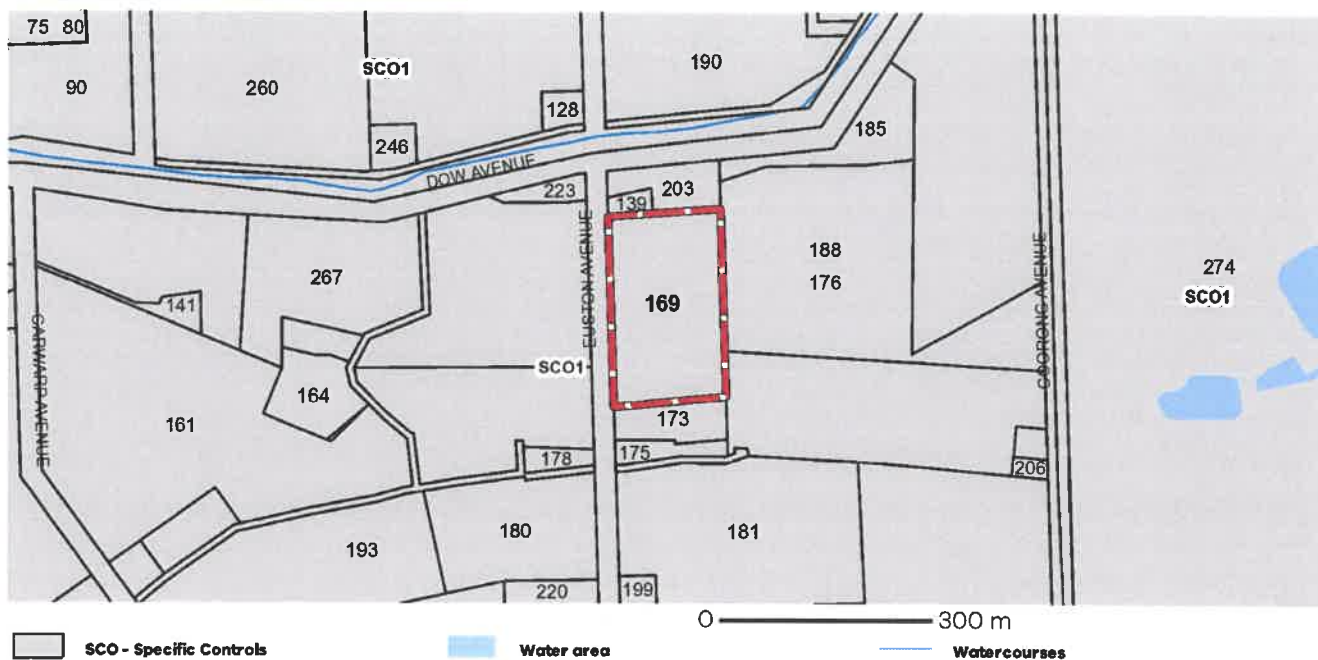 75 80
90
260
SCO1
190
128
246
185
DOW AVENUE
223
203
139
EUSTON AVENUE
267
188
176
169
274
SCO1
COORONG AVENUE
141
CARWARP AVENUE
SCO1
164
161
173
178
175
206
193
180
181
220
199
0 300 m
SCO - Specific Controls
Water area
Watercourses